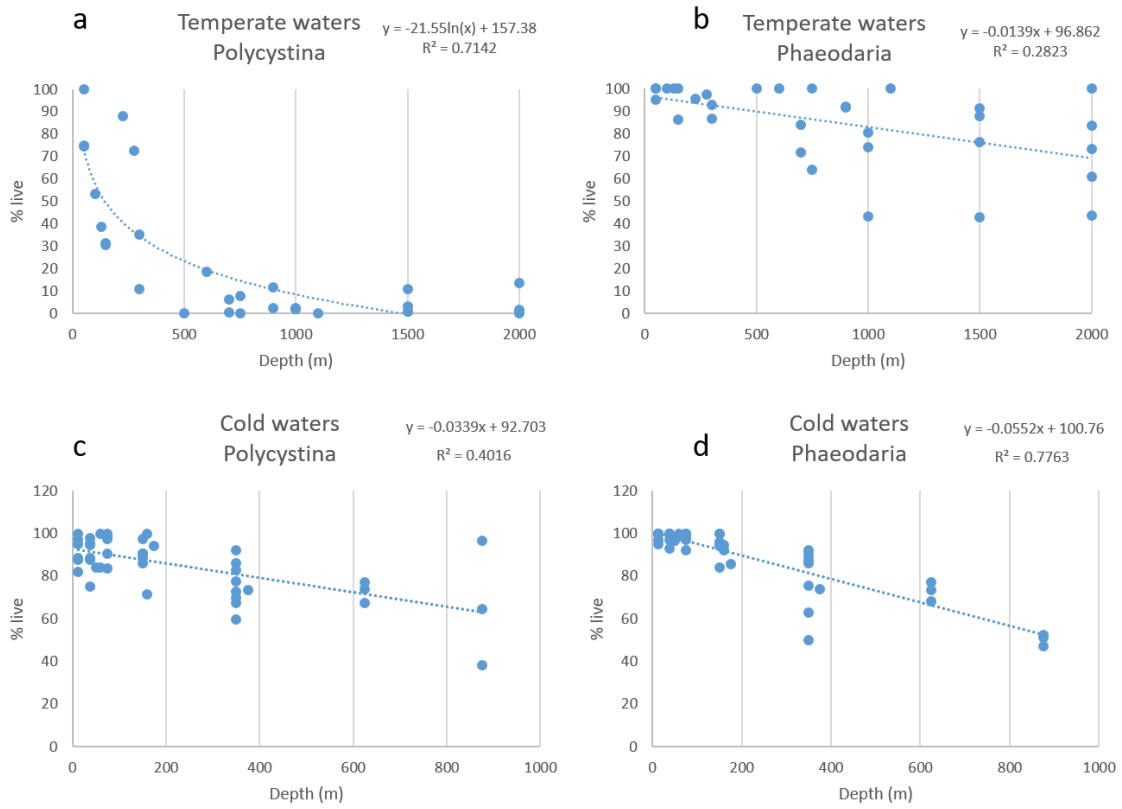 a
Temperate waters
Polycystina
y = -21.55ln(x) + 157.38
R² = 0.7142
100
90
80
70
60
50
40
30
20
10
0
% live
0 500 1000 1500 2000
Depth (m)
b
Temperate waters
Phaeodaria
y = -0.0139x + 96.862
R² = 0.2823
100
90
80
70
60
50
40
30
20
10
0
% live
0 500 1000 1500 2000
Depth (m)
c
Cold waters
Polycystina
y = -0.0339x + 92.703
R² = 0.4016
120
100
80
60
40
20
0
% live
0 200 400 600 800 1000
Depth (m)
d
Cold waters
Phaeodaria
y = -0.0552x + 100.76
R² = 0.7763
120
100
80
60
40
20
0
% live
0 200 400 600 800 1000
Depth (m)